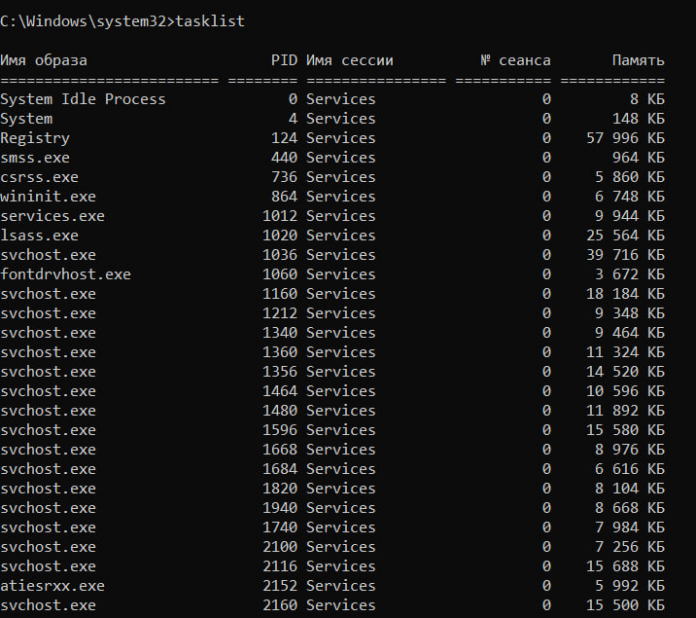 C:\Windows\system32>tasklist
Имя образа PID Имя сессии № сеанса Память
========================= ======== ================ =========== ============
System Idle Process 0 Services 0 8 КБ
System 4 Services 0 148 КБ
Registry 124 Services 0 57 996 КБ
smss.exe 440 Services 0 964 КБ
csrss.exe 736 Services 0 5 860 КБ
wininit.exe 864 Services 0 6 748 КБ
services.exe 1012 Services 0 9 944 КБ
lsass.exe 1020 Services 0 25 564 КБ
svchost.exe 1036 Services 0 39 716 КБ
fontdrvhost.exe 1060 Services 0 3 672 КБ
svchost.exe 1160 Services 0 18 184 КБ
svchost.exe 1212 Services 0 9 348 КБ
svchost.exe 1340 Services 0 9 464 КБ
svchost.exe 1360 Services 0 11 324 КБ
svchost.exe 1356 Services 0 14 520 КБ
svchost.exe 1464 Services 0 10 596 КБ
svchost.exe 1480 Services 0 11 892 КБ
svchost.exe 1596 Services 0 15 580 КБ
svchost.exe 1668 Services 0 8 976 КБ
svchost.exe 1684 Services 0 6 616 КБ
svchost.exe 1820 Services 0 8 104 КБ
svchost.exe 1940 Services 0 8 668 КБ
svchost.exe 1740 Services 0 7 984 КБ
svchost.exe 2100 Services 0 7 256 КБ
svchost.exe 2116 Services 0 15 688 КБ
atiesrxx.exe 2152 Services 0 5 992 КБ
svchost.exe 2160 Services 0 15 500 КБ